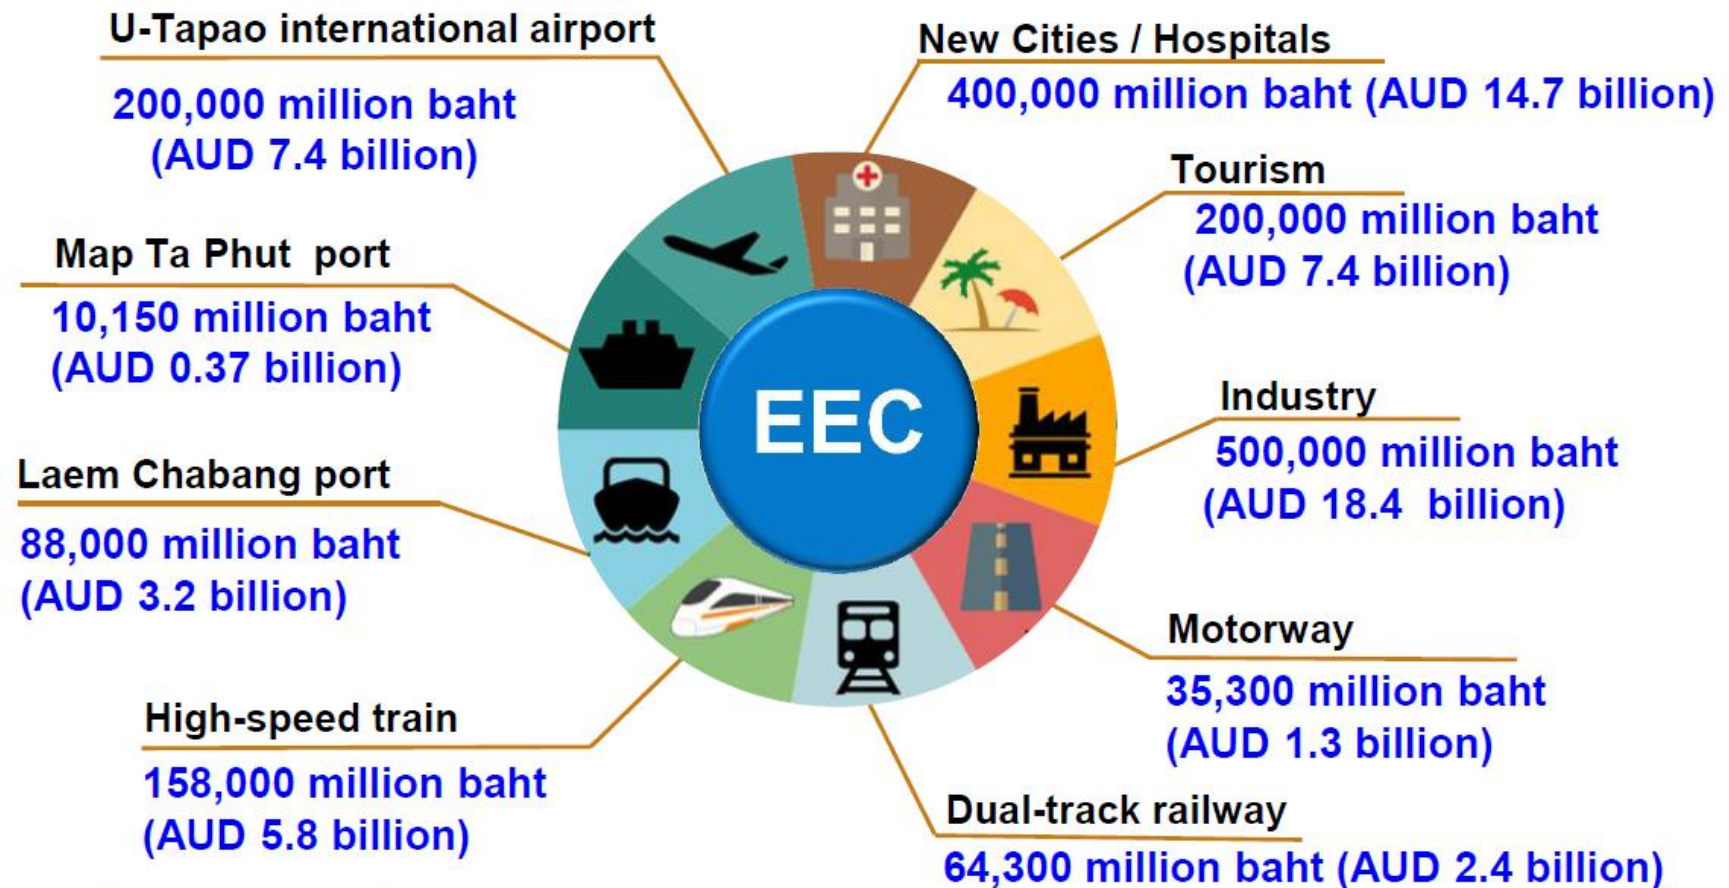 U-Tapao international airport
200,000 million baht
(AUD 7.4 billion)
New Cities / Hospitals
400,000 million baht (AUD 14.7 billion)
Tourism
200,000 million baht
(AUD 7.4 billion)
Map Ta Phut port
10,150 million baht
(AUD 0.37 billion)
EEC
Industry
500,000 million baht
(AUD 18.4 billion)
Laem Chabang port
88,000 million baht
(AUD 3.2 billion)
Motorway
35,300 million baht
(AUD 1.3 billion)
High-speed train
158,000 million baht
(AUD 5.8 billion)
Dual-track railway
64,300 million baht (AUD 2.4 billion)